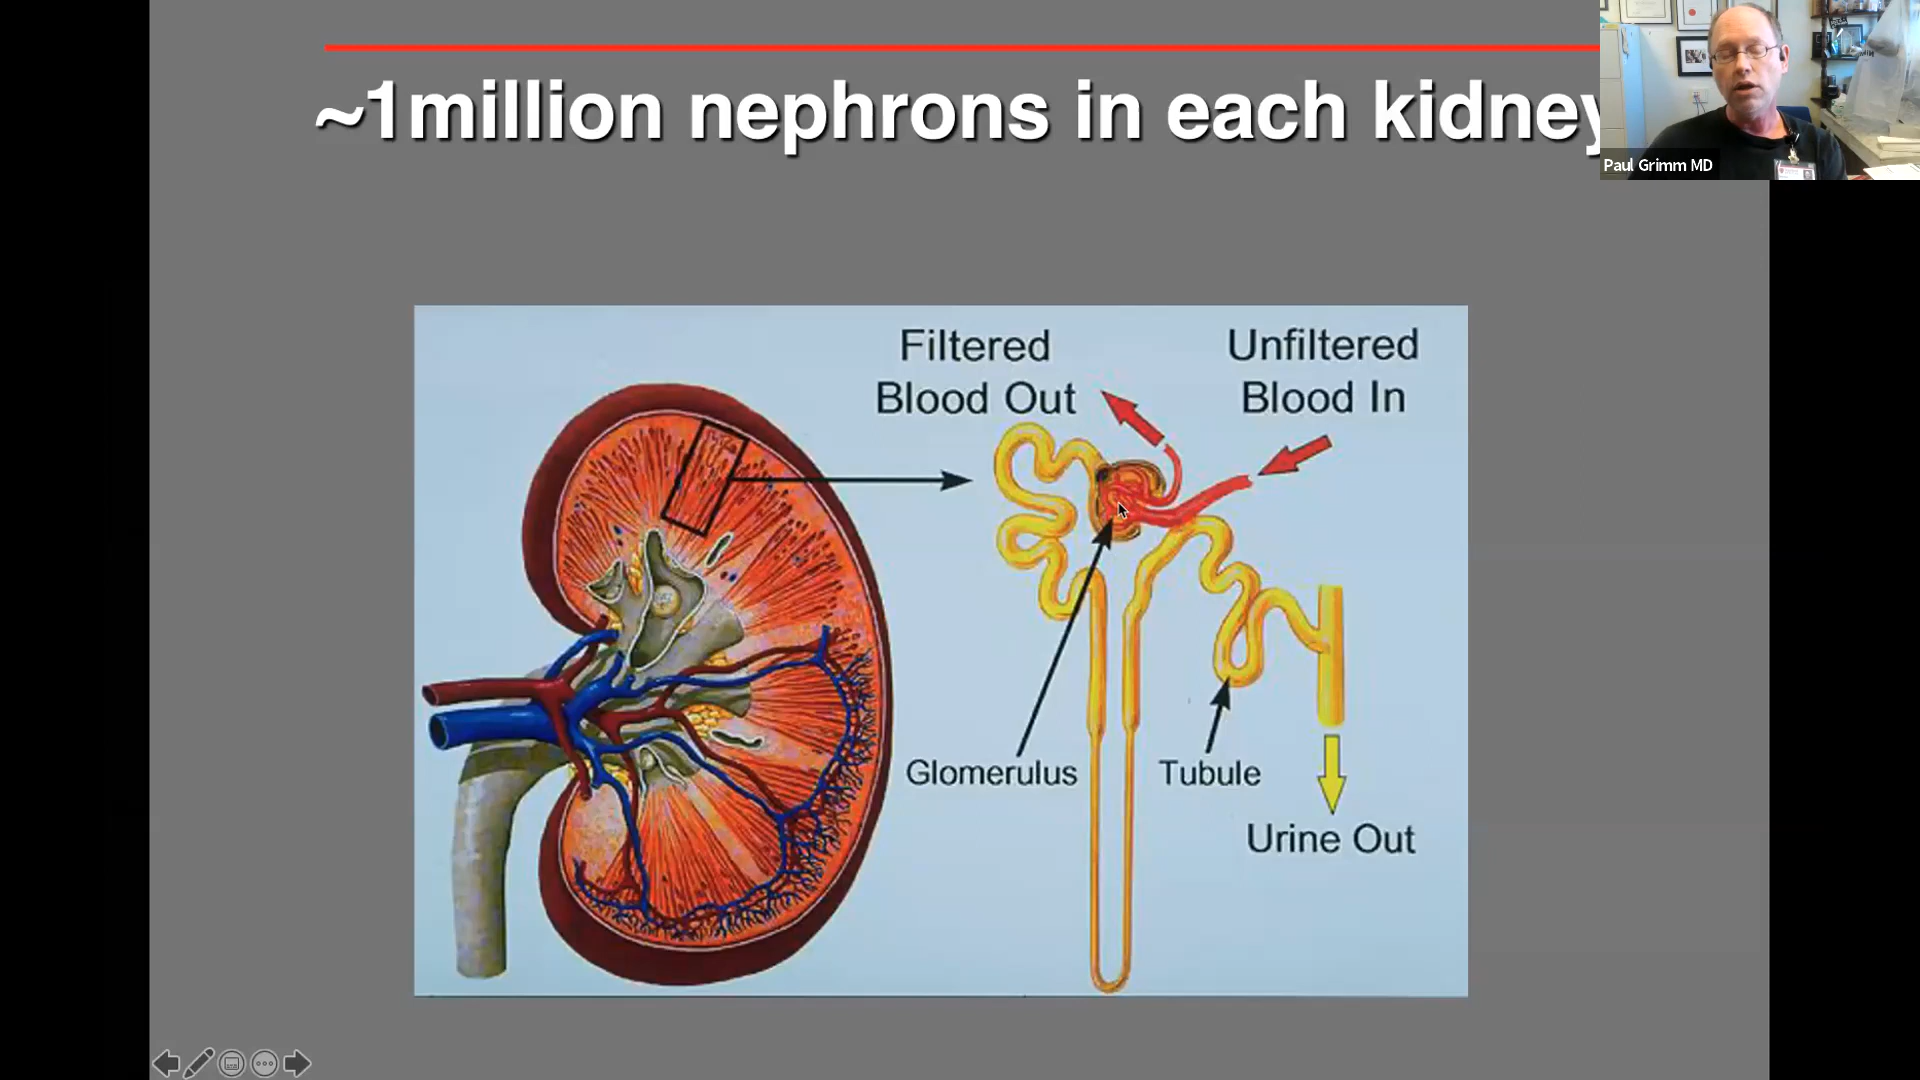 ~1million nephrons in each kidney
Paul Grimm MD
Filtered
Blood Out
Unfiltered
Blood In
Glomerulus
Tubule
Urine Out